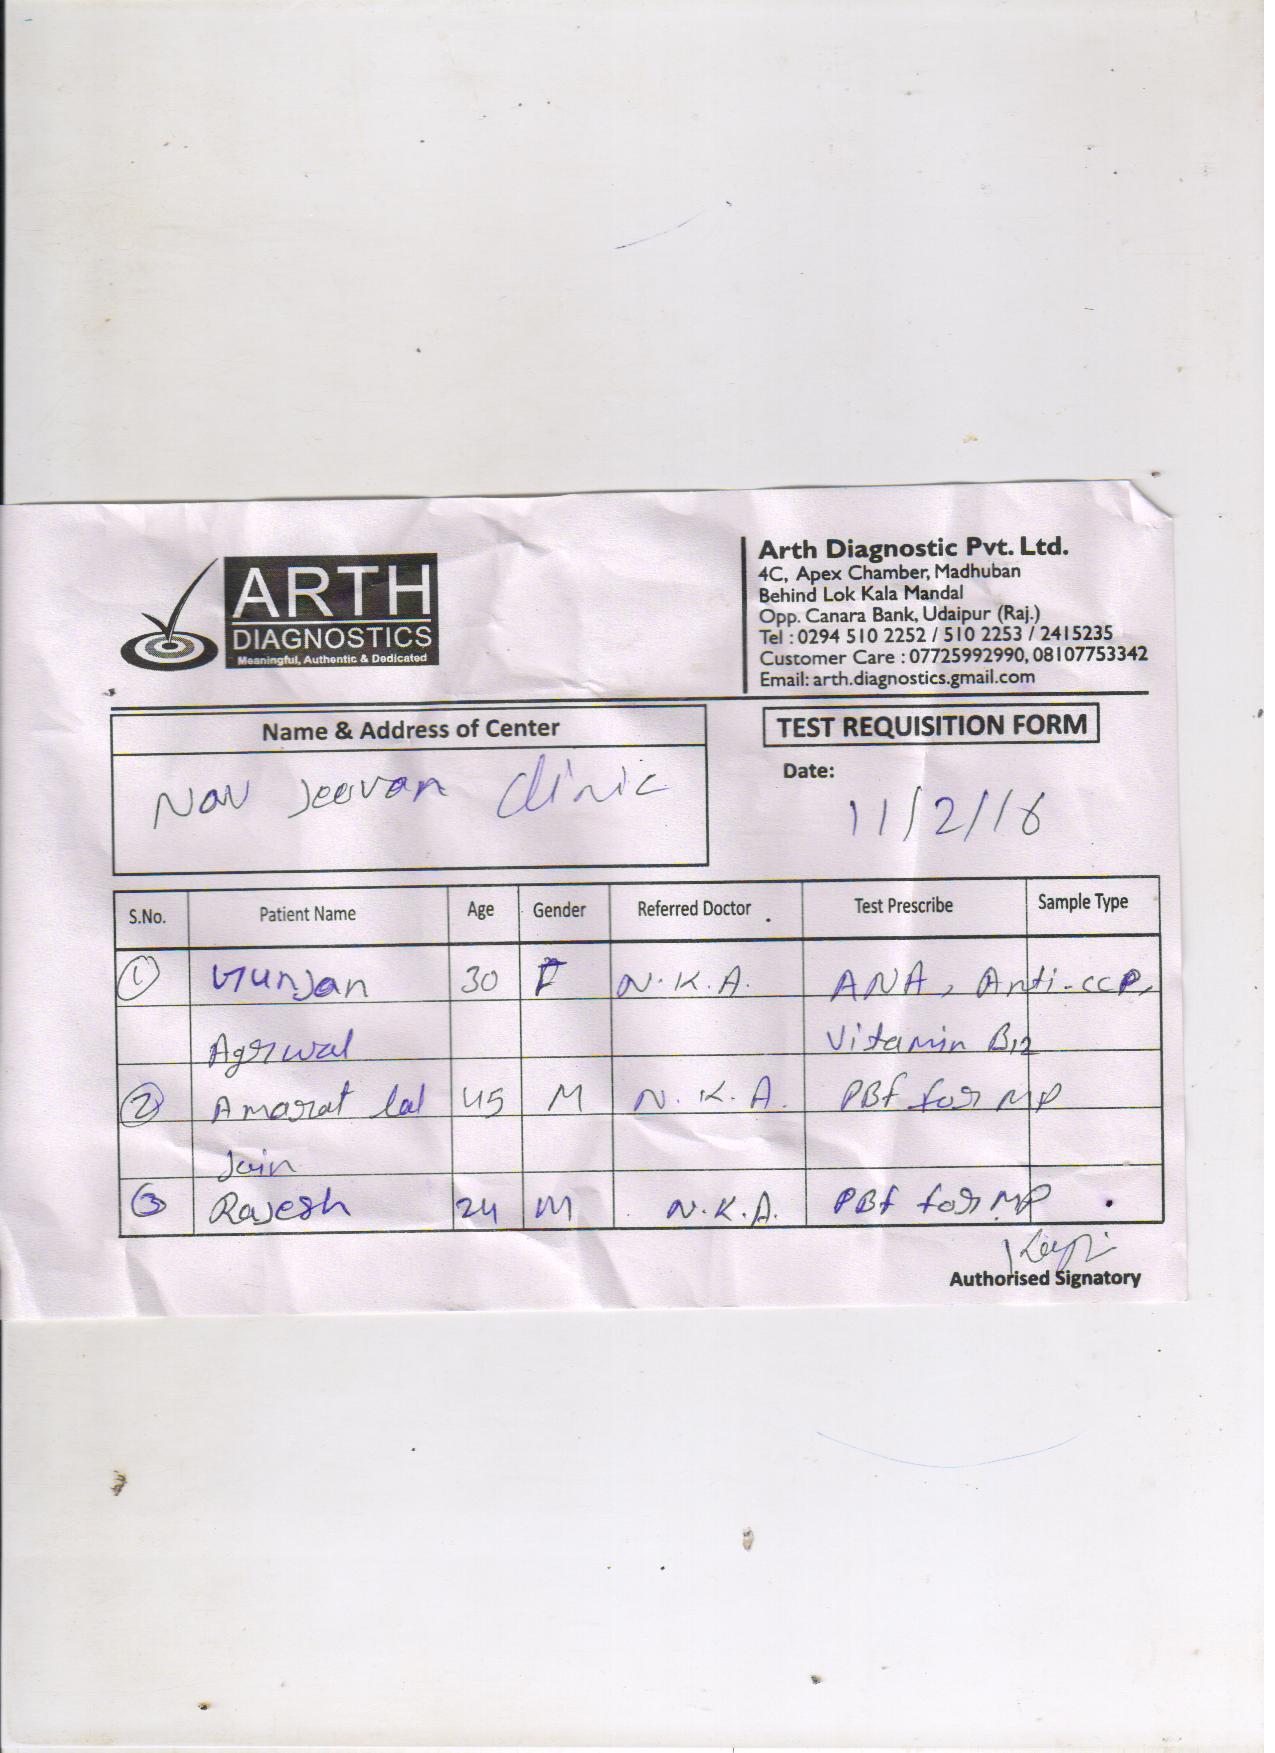 ARTH
DIAGNOSTICS
Meaningful, Authentic & Dedicated
Arth Diagnostic Pvt. Ltd.
4C, Apex Chamber, Madhuban
Behind Lok Kala Mandal
Opp. Canara Bank, Udaipur (Raj.)
Tel : 0294 510 2252 / 510 2253 / 2415235
Customer Care : 07725992990, 08107753342
Email: arth.diagnostics.gmail.com
Name & Address of Center
Nav Jeevan Clinic
TEST REQUISITION FORM
Date:
11/2/16
S.No. Patient Name Age Gender Referred Doctor Test Prescribe Sample Type
1 Gunjan 30 F N.K.A. ANA, Anti-CCP,
Agrwal Vitamin B12
2 Amarat lal 45 M N.K.A. PBf for MP
Jain
3 Rajesh 24 M N.K.A. PBf for MP
Authorised Signatory